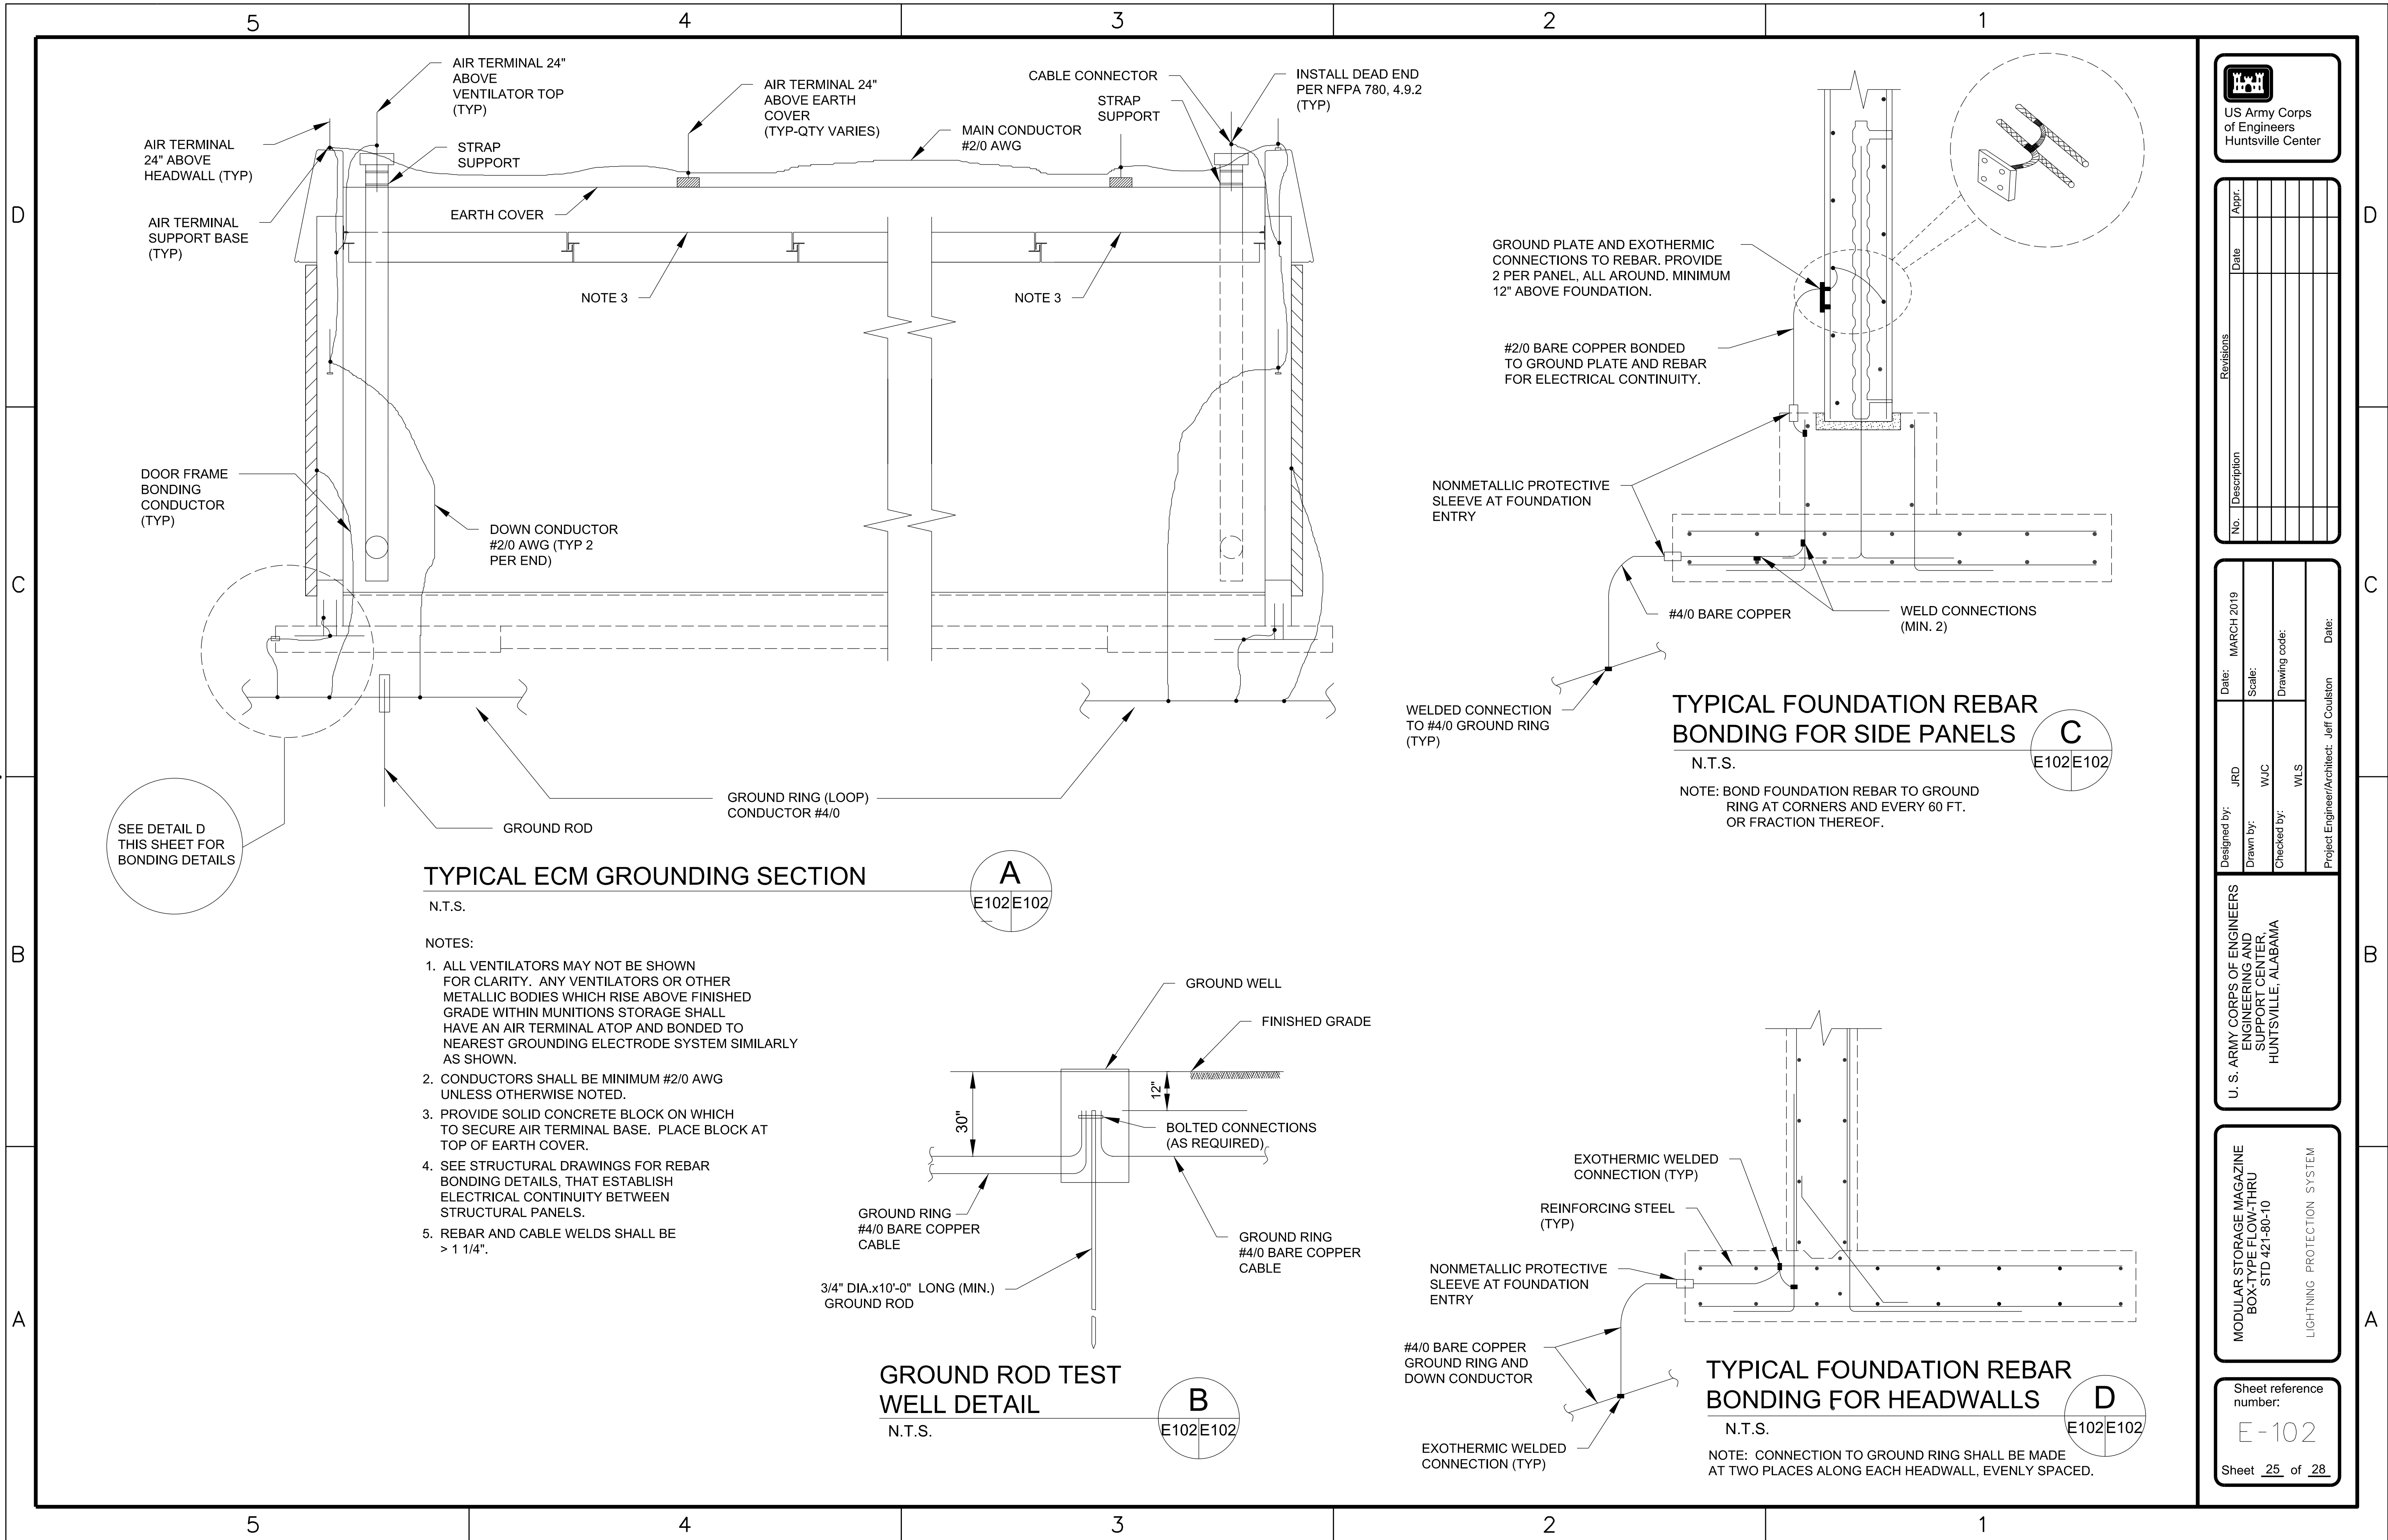 5
4
3
2
1
D
C
B
A
AIR TERMINAL 24"
ABOVE
VENTILATOR TOP
(TYP)
AIR TERMINAL 24"
ABOVE EARTH
COVER
(TYP-QTY VARIES)
CABLE CONNECTOR
STRAP
SUPPORT
INSTALL DEAD END
PER NFPA 780, 4.9.2
(TYP)
MAIN CONDUCTOR
#2/0 AWG
AIR TERMINAL
24" ABOVE
HEADWALL (TYP)
STRAP
SUPPORT
AIR TERMINAL
SUPPORT BASE
(TYP)
EARTH COVER
NOTE 3
NOTE 3
DOOR FRAME
BONDING
CONDUCTOR
(TYP)
DOWN CONDUCTOR
#2/0 AWG (TYP 2
PER END)
SEE DETAIL D
THIS SHEET FOR
BONDING DETAILS
GROUND ROD
GROUND RING (LOOP)
CONDUCTOR #4/0
TYPICAL ECM GROUNDING SECTION
N.T.S.
A
E102 E102
NOTES:
1. ALL VENTILATORS MAY NOT BE SHOWN
FOR CLARITY. ANY VENTILATORS OR OTHER
METALLIC BODIES WHICH RISE ABOVE FINISHED
GRADE WITHIN MUNITIONS STORAGE SHALL
HAVE AN AIR TERMINAL ATOP AND BONDED TO
NEAREST GROUNDING ELECTRODE SYSTEM SIMILARLY
AS SHOWN.
2. CONDUCTORS SHALL BE MINIMUM #2/0 AWG
UNLESS OTHERWISE NOTED.
3. PROVIDE SOLID CONCRETE BLOCK ON WHICH
TO SECURE AIR TERMINAL BASE. PLACE BLOCK AT
TOP OF EARTH COVER.
4. SEE STRUCTURAL DRAWINGS FOR REBAR
BONDING DETAILS, THAT ESTABLISH
ELECTRICAL CONTINUITY BETWEEN
STRUCTURAL PANELS.
5. REBAR AND CABLE WELDS SHALL BE
> 1 1/4".
GROUND WELL
FINISHED GRADE
30"
12"
BOLTED CONNECTIONS
(AS REQUIRED)
GROUND RING
#4/0 BARE COPPER
CABLE
GROUND RING
#4/0 BARE COPPER
CABLE
3/4" DIA.x10'-0" LONG (MIN.)
GROUND ROD
GROUND ROD TEST
WELL DETAIL
N.T.S.
B
E102 E102
GROUND PLATE AND EXOTHERMIC
CONNECTIONS TO REBAR. PROVIDE
2 PER PANEL, ALL AROUND. MINIMUM
12" ABOVE FOUNDATION.
#2/0 BARE COPPER BONDED
TO GROUND PLATE AND REBAR
FOR ELECTRICAL CONTINUITY.
NONMETALLIC PROTECTIVE
SLEEVE AT FOUNDATION
ENTRY
#4/0 BARE COPPER
WELD CONNECTIONS
(MIN. 2)
WELDED CONNECTION
TO #4/0 GROUND RING
(TYP)
TYPICAL FOUNDATION REBAR
BONDING FOR SIDE PANELS
N.T.S.
C
E102 E102
NOTE: BOND FOUNDATION REBAR TO GROUND
RING AT CORNERS AND EVERY 60 FT.
OR FRACTION THEREOF.
EXOTHERMIC WELDED
CONNECTION (TYP)
REINFORCING STEEL
(TYP)
NONMETALLIC PROTECTIVE
SLEEVE AT FOUNDATION
ENTRY
#4/0 BARE COPPER
GROUND RING AND
DOWN CONDUCTOR
EXOTHERMIC WELDED
CONNECTION (TYP)
TYPICAL FOUNDATION REBAR
BONDING FOR HEADWALLS
N.T.S.
D
E102 E102
NOTE: CONNECTION TO GROUND RING SHALL BE MADE
AT TWO PLACES ALONG EACH HEADWALL, EVENLY SPACED.
US Army Corps
of Engineers
Huntsville Center
Revisions
No. Description Date Appr.
Designed by: JRD
Date: MARCH 2019
Drawn by: WJC
Scale:
Checked by: WLS
Drawing code:
Project Engineer/Architect: Jeff Coulston Date:
U. S. ARMY CORPS OF ENGINEERS
ENGINEERING AND
SUPPORT CENTER,
HUNTSVILLE, ALABAMA
MODULAR STORAGE MAGAZINE
BOX-TYPE FLOW-THRU
STD 421-80-10
LIGHTNING PROTECTION SYSTEM
Sheet reference
number:
E-102
Sheet 25 of 28
D
C
B
A
5
4
3
2
1